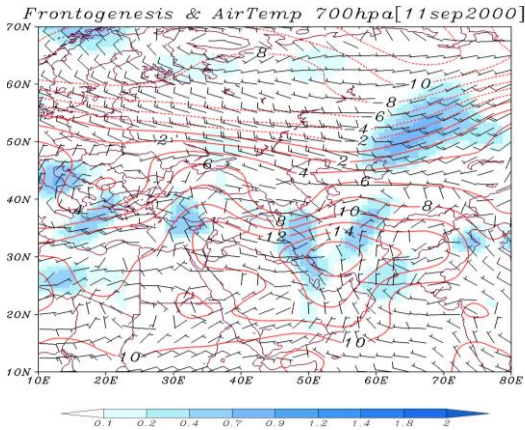 Frontogenesis & AirTemp 700hpa[11sep2000]
70N
8
60N
10
-8
-6
-4
50N
2
2
6
4
6
40N
4
8
10
8
12
14
30N
20N
10
10
10N
10E 20E 30E 40E 50E 60E 70E 80E
0.1 0.2 0.4 0.7 0.9 1.2 1.4 1.8 2